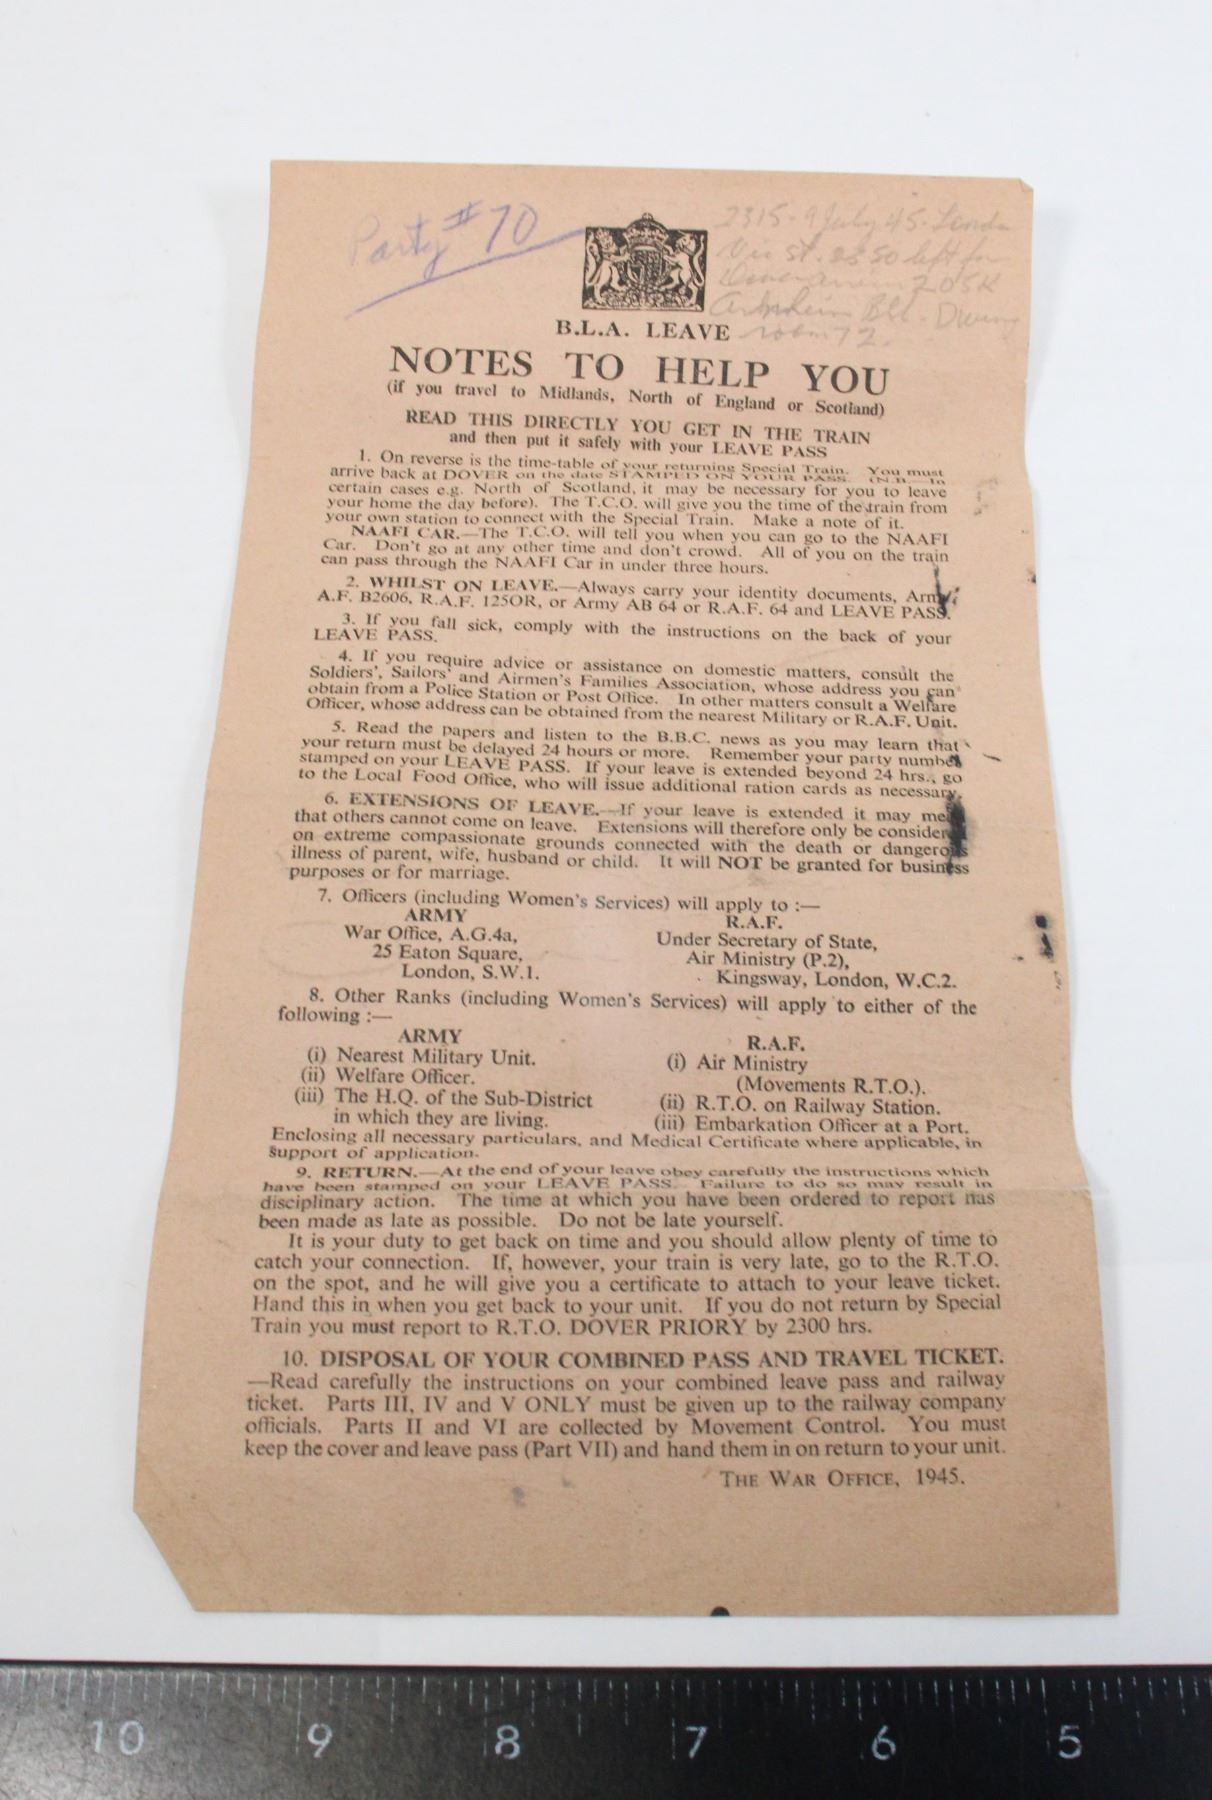 Party #70
2315 - 9 July 45 - London
Vic St. 2350 left for
B.L.A. LEAVE
room 72.
NOTES TO HELP YOU
(if you travel to Midlands, North of England or Scotland)
READ THIS DIRECTLY YOU GET IN THE TRAIN
and then put it safely with your LEAVE PASS
1. On reverse is the time-table of your returning Special Train. You must
arrive back at DOVER on the date STAMPED ON YOUR PASS. (N.B.—In
certain cases e.g. North of Scotland, it may be necessary for you to leave
your home the day before). The T.C.O. will give you the time of the train from
your own station to connect with the Special Train. Make a note of it.
NAAFI CAR.—The T.C.O. will tell you when you can go to the NAAFI
Car. Don't go at any other time and don't crowd. All of you on the train
can pass through the NAAFI Car in under three hours.
2. WHILST ON LEAVE.—Always carry your identity documents, Army
A.F. B2606, R.A.F. 1250R, or Army AB 64 or R.A.F. 64 and LEAVE PASS.
3. If you fall sick, comply with the instructions on the back of your
LEAVE PASS.
4. If you require advice or assistance on domestic matters, consult the
Soldiers', Sailors' and Airmen's Families Association, whose address you can
obtain from a Police Station or Post Office. In other matters consult a Welfare
Officer, whose address can be obtained from the nearest Military or R.A.F. Unit.
5. Read the papers and listen to the B.B.C. news as you may learn that
your return must be delayed 24 hours or more. Remember your party number
stamped on your LEAVE PASS. If your leave is extended beyond 24 hrs., go
to the Local Food Office, who will issue additional ration cards as necessary.
6. EXTENSIONS OF LEAVE.—If your leave is extended it may me
that others cannot come on leave. Extensions will therefore only be consider
on extreme compassionate grounds connected with the death or dangerous
illness of parent, wife, husband or child. It will NOT be granted for business
purposes or for marriage.
7. Officers (including Women's Services) will apply to :—
ARMY
War Office, A.G.4a,
25 Eaton Square,
London, S.W.1.
R.A.F.
Under Secretary of State,
Air Ministry (P.2),
Kingsway, London, W.C.2.
8. Other Ranks (including Women's Services) will apply to either of the
following :—
ARMY
(i) Nearest Military Unit.
(ii) Welfare Officer.
(iii) The H.Q. of the Sub-District
in which they are living.
R.A.F.
(i) Air Ministry
(Movements R.T.O.).
(ii) R.T.O. on Railway Station.
(iii) Embarkation Officer at a Port.
Enclosing all necessary particulars, and Medical Certificate where applicable, in
support of application.
9. RETURN.—At the end of your leave obey carefully the instructions which
have been stamped on your LEAVE PASS. Failure to do so may result in
disciplinary action. The time at which you have been ordered to report has
been made as late as possible. Do not be late yourself.
It is your duty to get back on time and you should allow plenty of time to
catch your connection. If, however, your train is very late, go to the R.T.O.
on the spot, and he will give you a certificate to attach to your leave ticket.
Hand this in when you get back to your unit. If you do not return by Special
Train you must report to R.T.O. DOVER PRIORY by 2300 hrs.
10. DISPOSAL OF YOUR COMBINED PASS AND TRAVEL TICKET.
—Read carefully the instructions on your combined leave pass and railway
ticket. Parts III, IV and V ONLY must be given up to the railway company
officials. Parts II and VI are collected by Movement Control. You must
keep the cover and leave pass (Part VII) and hand them in on return to your unit.
THE WAR OFFICE, 1945.
10 9 8 7 6 5